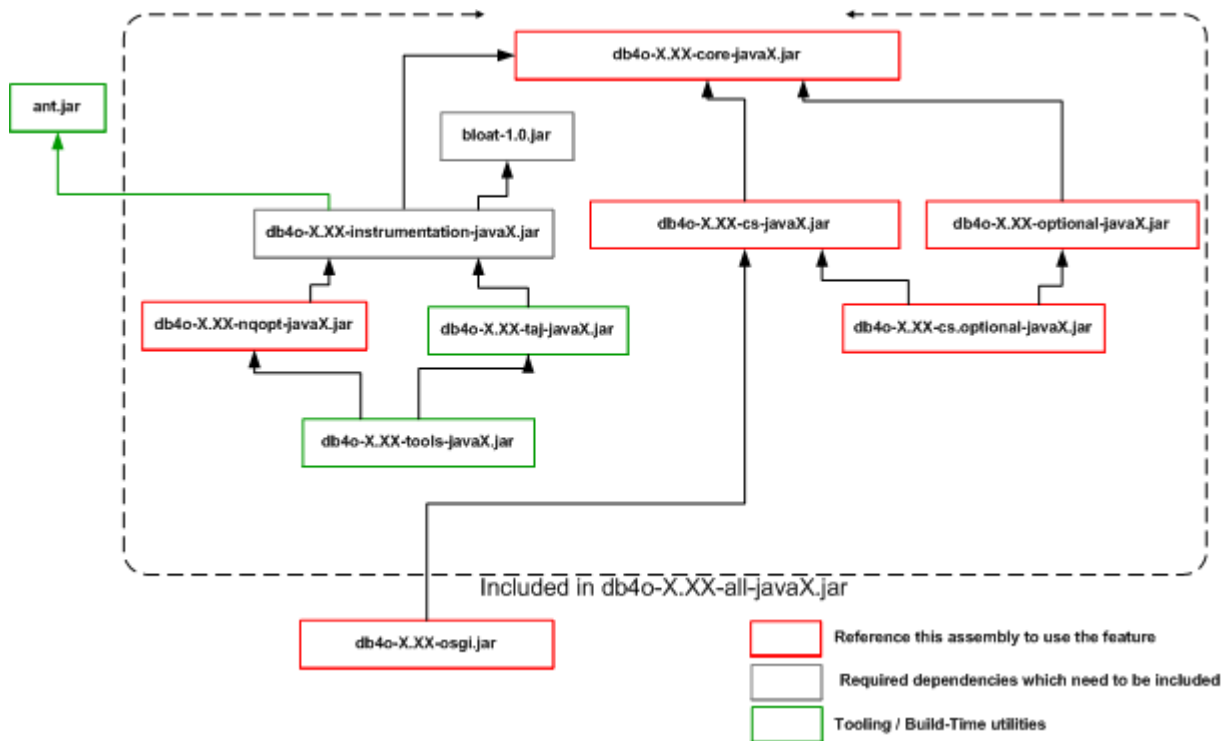 db4o-X.XX-core-javaX.jar
ant.jar
bloat-1.0.jar
db4o-X.XX-instrumentation-javaX.jar
db4o-X.XX-cs-javaX.jar
db4o-X.XX-optional-javaX.jar
db4o-X.XX-nqopt-javaX.jar
db4o-X.XX-taj-javaX.jar
db4o-X.XX-cs.optional-javaX.jar
db4o-X.XX-tools-javaX.jar
Included in db4o-X.XX-all-javaX.jar
db4o-X.XX-osgi.jar
Reference this assembly to use the feature
Required dependencies which need to be included
Tooling / Build-Time utilities